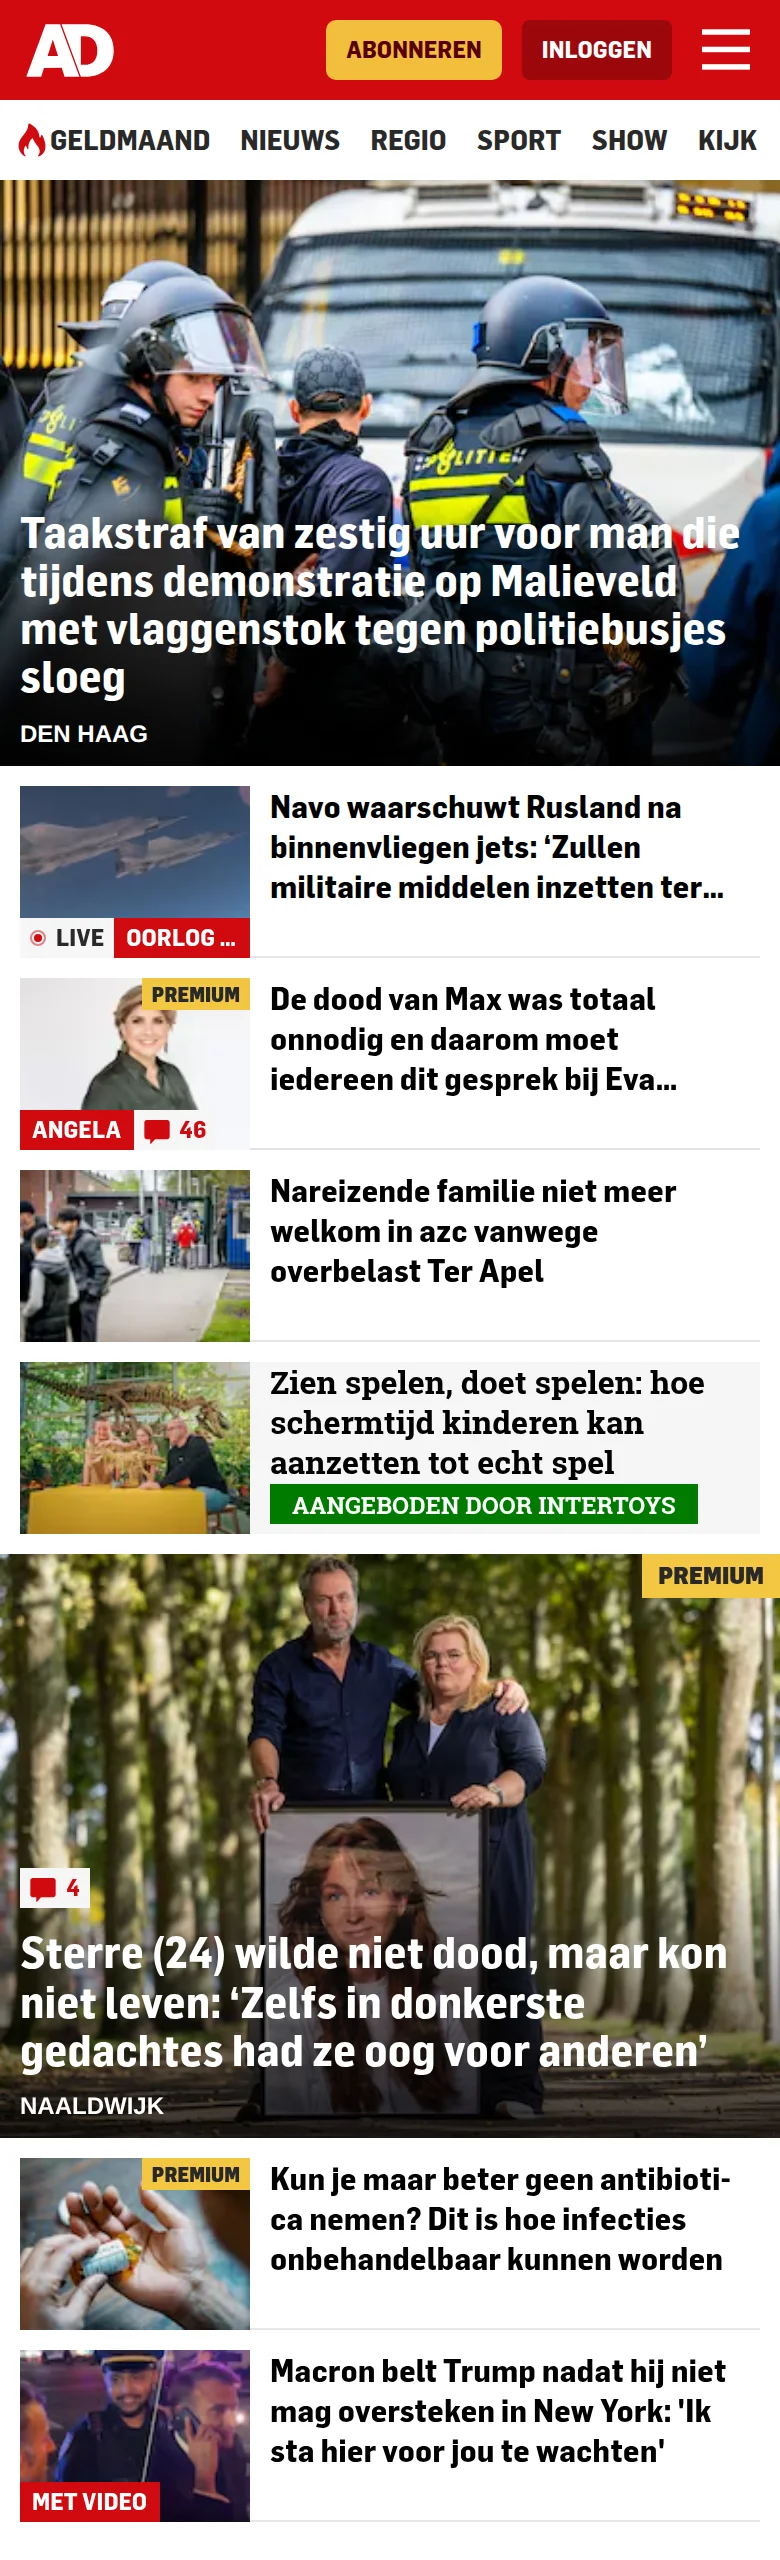 AD
ABONNEREN
INLOGGEN
GELDMAAND NIEUWS REGIO SPORT SHOW KIJK
POLITIE
Taakstraf van zestig uur voor man die
tijdens demonstratie op Malieveld
met vlaggenstok tegen politiebusjes
sloeg
DEN HAAG
Navo waarschuwt Rusland na
binnenvliegen jets: ‘Zullen
militaire middelen inzetten ter...
LIVE OORLOG ...
PREMIUM
De dood van Max was totaal
onnodig en daarom moet
iedereen dit gesprek bij Eva...
ANGELA 46
Nareizende familie niet meer
welkom in azc vanwege
overbelast Ter Apel
Zien spelen, doet spelen: hoe
schermtijd kinderen kan
aanzetten tot echt spel
AANGEBODEN DOOR INTERTOYS
PREMIUM
4
Sterre (24) wilde niet dood, maar kon
niet leven: ‘Zelfs in donkerste
gedachtes had ze oog voor anderen’
NAALDWIJK
PREMIUM
Kun je maar beter geen antibioti-
ca nemen? Dit is hoe infecties
onbehandelbaar kunnen worden
Macron belt Trump nadat hij niet
mag oversteken in New York: 'Ik
sta hier voor jou te wachten'
MET VIDEO